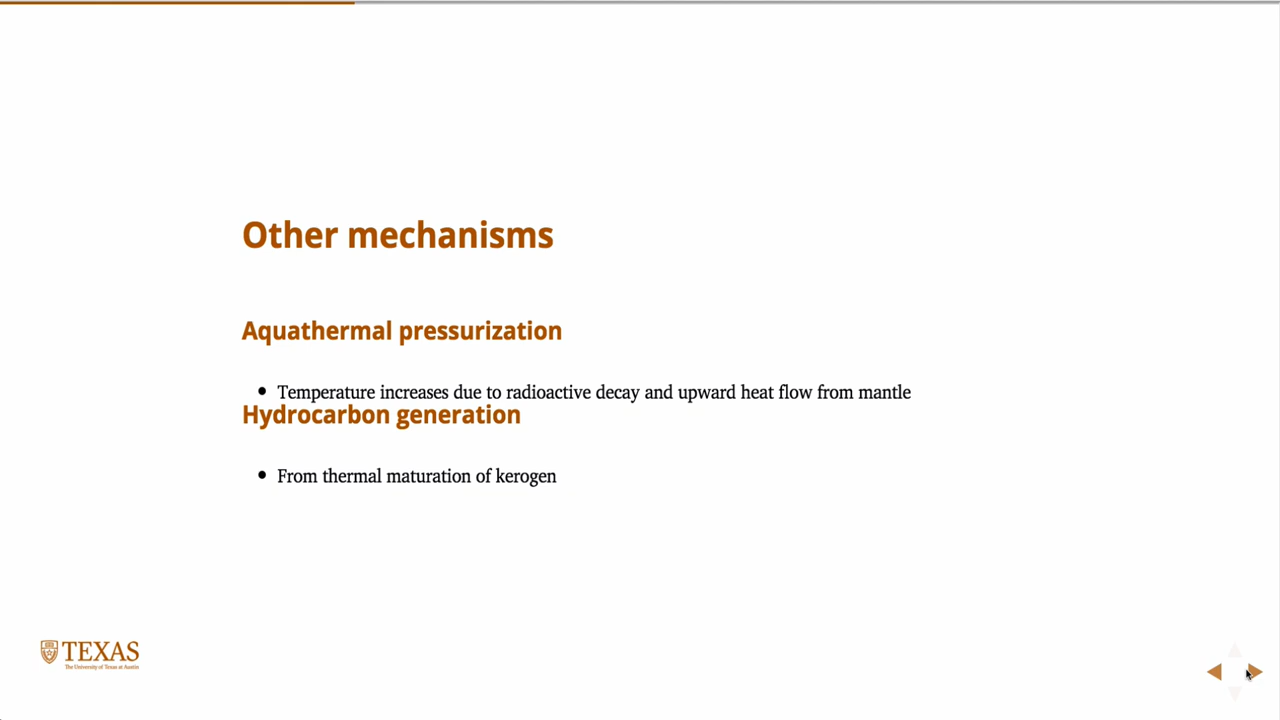 Other mechanisms
Aquathermal pressurization
• Temperature increases due to radioactive decay and upward heat flow from mantle
Hydrocarbon generation
• From thermal maturation of kerogen
TEXAS
The University of Texas at Austin